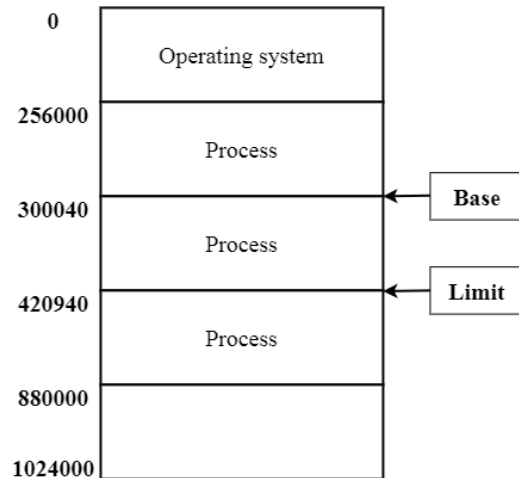 0
Operating system
256000
Process
Base
300040
Process
Limit
420940
Process
880000
1024000